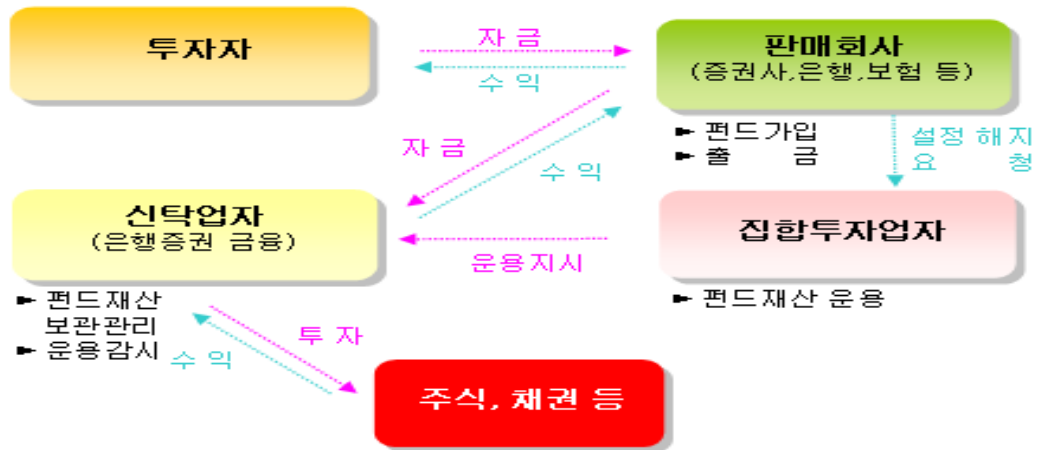 투자자
자 금
수 익
판매회사
(증권사,은행,보험 등)
► 펀드가입
► 출 금
설정 해지
요 청
자 금
수 익
신탁업자
(은행증권 금융)
운용지시
집합투자업자
► 펀드재산
보관관리
► 운용감시
► 펀드재산 운용
투 자
수 익
주식, 채권 등